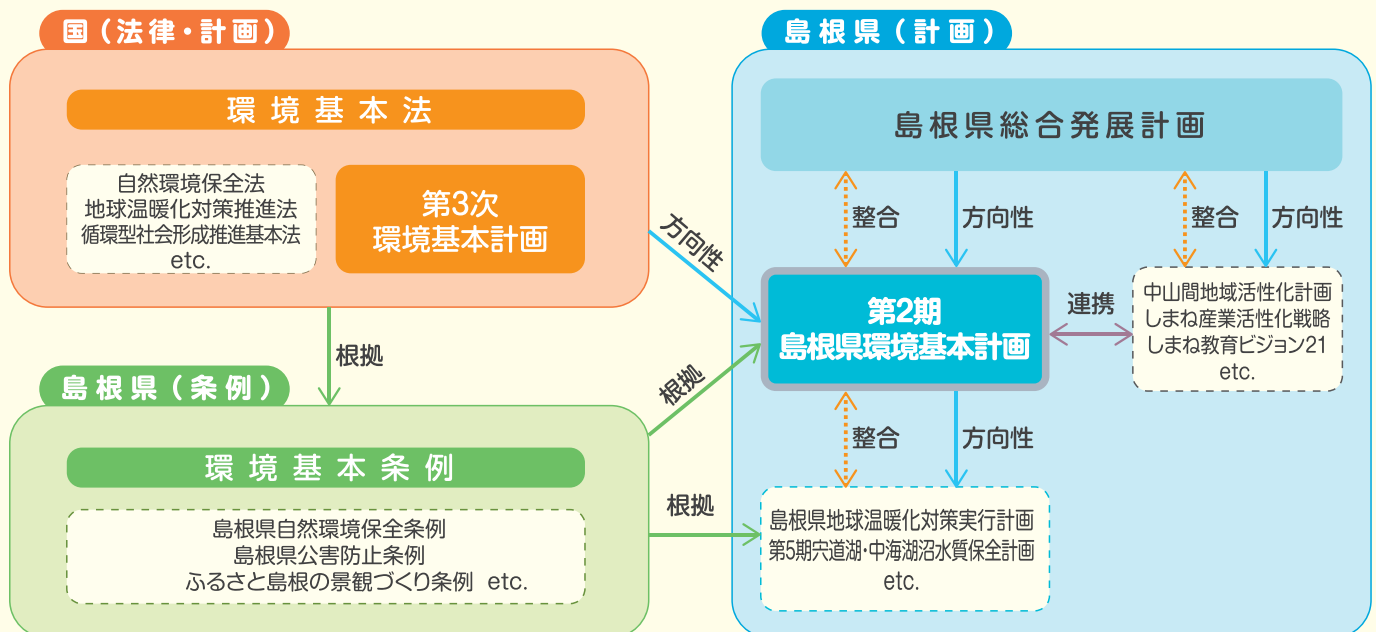 国(法律・計画)
環境基本法
自然環境保全法
地球温暖化対策推進法
循環型社会形成推進基本法
etc.
第3次
環境基本計画
根拠
島根県(条例)
環境基本条例
島根県自然環境保全条例
島根県公害防止条例
ふるさと島根の景観づくり条例 etc.
方向性
根拠
根拠
島根県(計画)
島根県総合発展計画
整合
方向性
整合
方向性
第2期
島根県環境基本計画
連携
中山間地域活性化計画
しまね産業活性化戦略
しまね教育ビジョン21
etc.
整合
方向性
島根県地球温暖化対策実行計画
第5期宍道湖・中海湖沼水質保全計画
etc.